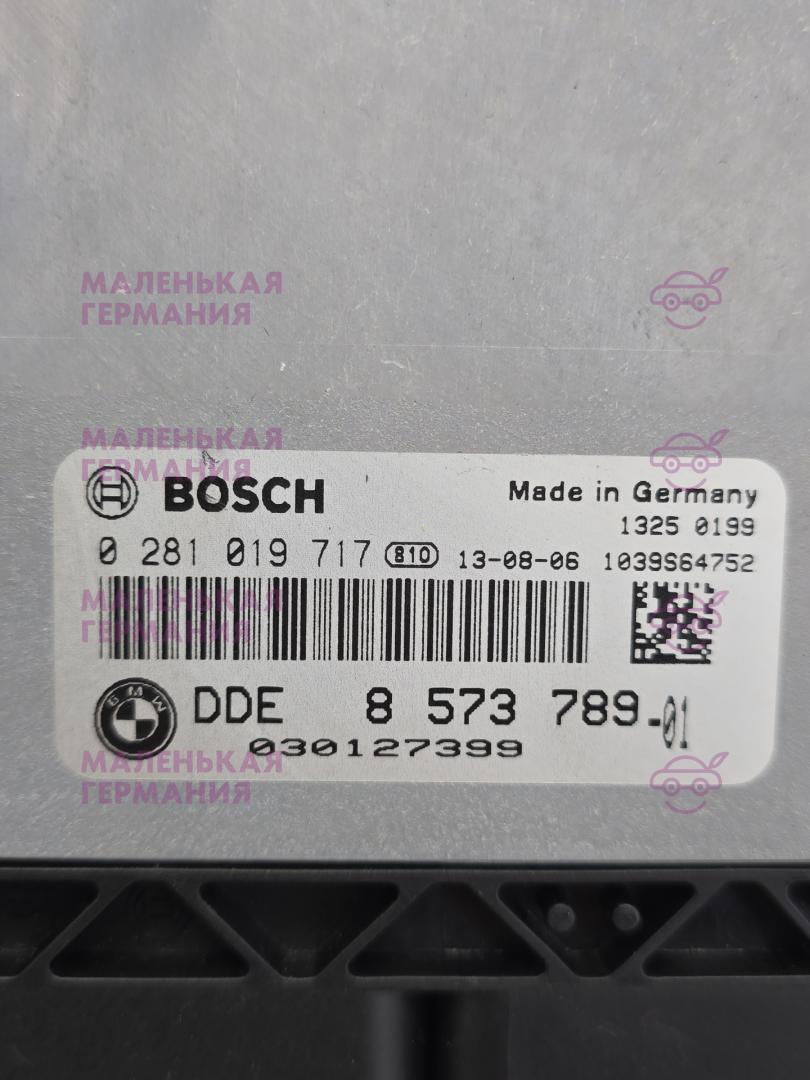 МАЛЕНЬКАЯ
ГЕРМАНИЯ
МАЛЕНЬКАЯ
ГЕРМАНИЯ
BOSCH
Made in Germany
1325 0199
0 281 019 717 810 13-08-06 1039S64752
МАЛЕНЬКАЯ
ГЕРМАНИЯ
BMW
DDE 8 573 789-01
030127399
МАЛЕНЬКАЯ
ГЕРМАНИЯ